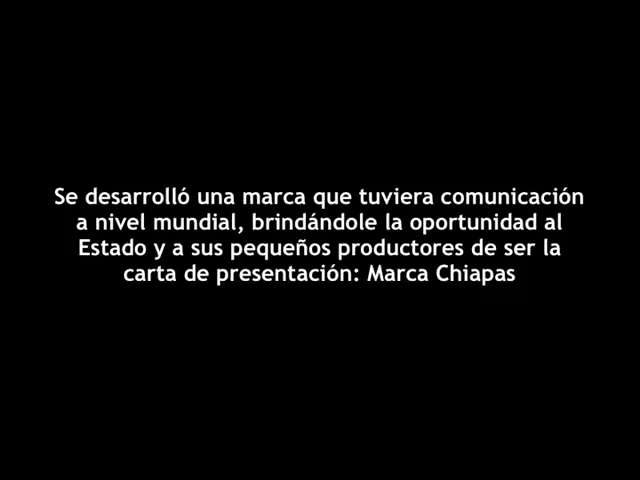 Se desarrolló una marca que tuviera comunicación
a nivel mundial, brindándole la oportunidad al
Estado y a sus pequeños productores de ser la
carta de presentación: Marca Chiapas